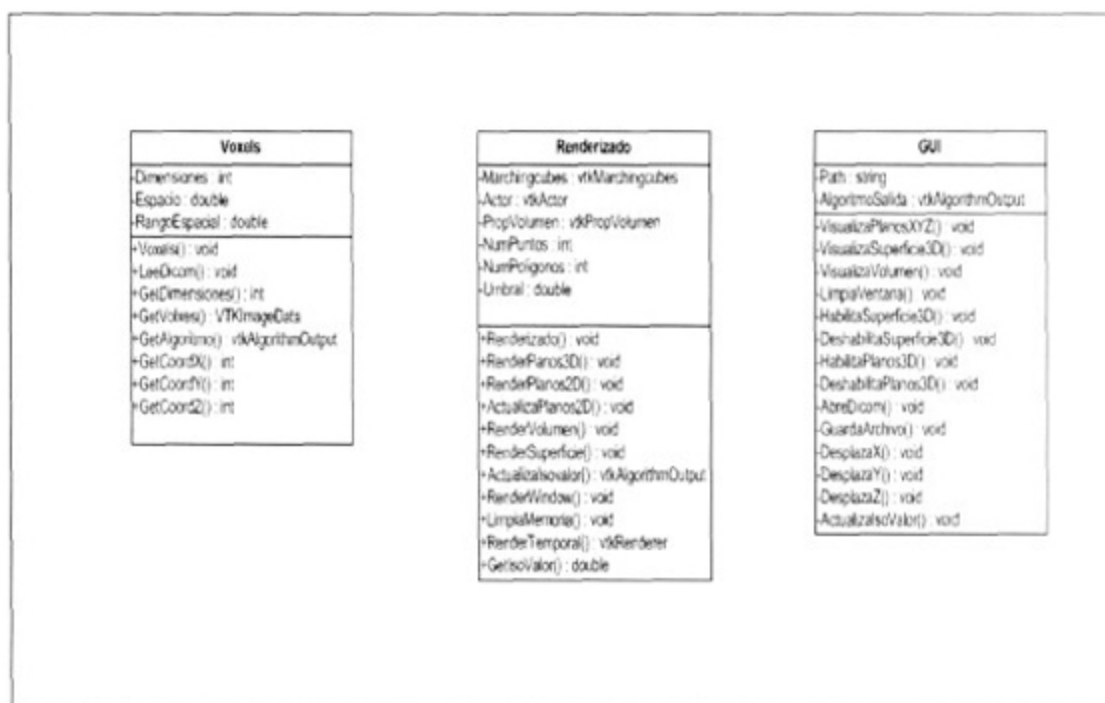 Voxels
-Dimensiones : int
-Espacio : double
-RangoEspacial : double
+Voxels() : void
+LeeDicom() : void
+GetDimensiones() : int
+GetVolxes() : VTKImageData
+GetAlgoritmo() : vtkAlgorithmOutput
+GetCoordX() : int
+GetCoordY() : int
+GetCoordZ() : int
Renderizado
-Marchingcubes : vtkMarchingcubes
-Actor : vtkActor
-PropVolumen : vtkPropVolumen
-NumPuntos : int
-NumPoligonos : int
-Umbral : double
+Renderizado() : void
+RenderPanos3D() : void
+RenderPlanos2D() : void
+ActualizaPlanos2D() : void
+RenderVolumen() : void
+RenderSuperficie() : void
+ActualizaIsovalor() : vtkAlgorithmOutput
+RenderWindow() : void
+LimpiaMemoria() : void
+RenderTemporal() : vtkRenderer
+GetIsoValor() : double
GUI
-Path : string
-AlgoritmoSalida : vtkAlgorithmOutput
-VisualizaPlanosXYZ() : void
-VisualizaSuperficie3D() : void
-VisualizaVolumen() : void
-LimpiaVentana() : void
-HabilitaSuperficie3D() : void
-DeshabilitaSuperficie3D() : void
-HabilitaPlanos3D() : void
-DeshabilitaPlanos3D() : void
-AbreDicom() : void
-GuardaArchivo() : void
-DesplazaX() : void
-DesplazaY() : void
-DesplazaZ() : void
-ActualizaIsoValor() : void